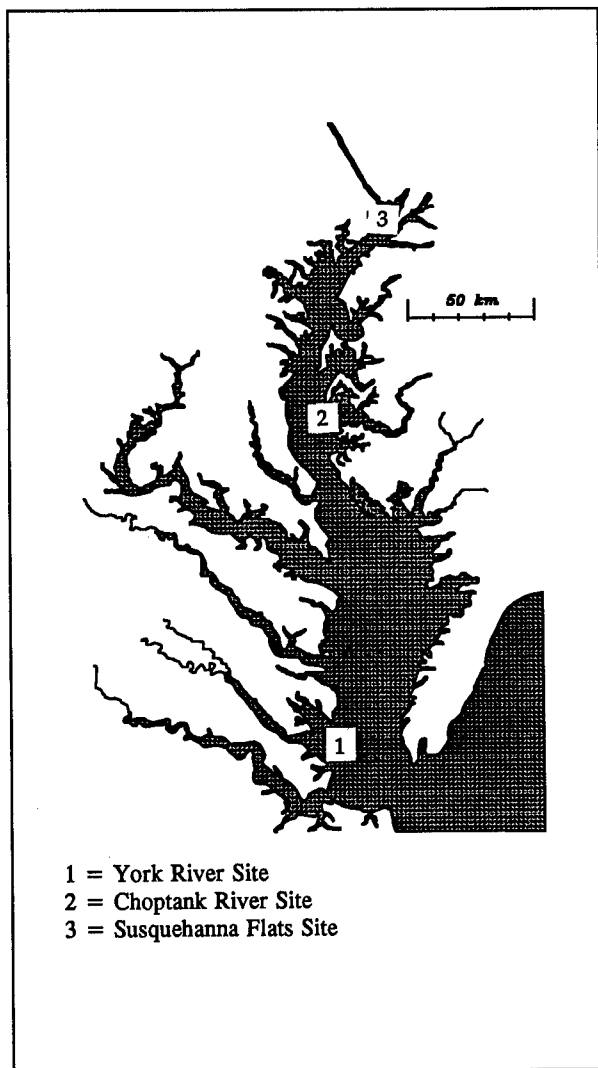 3
50 km
2
1
1 = York River Site
2 = Choptank River Site
3 = Susquehanna Flats Site